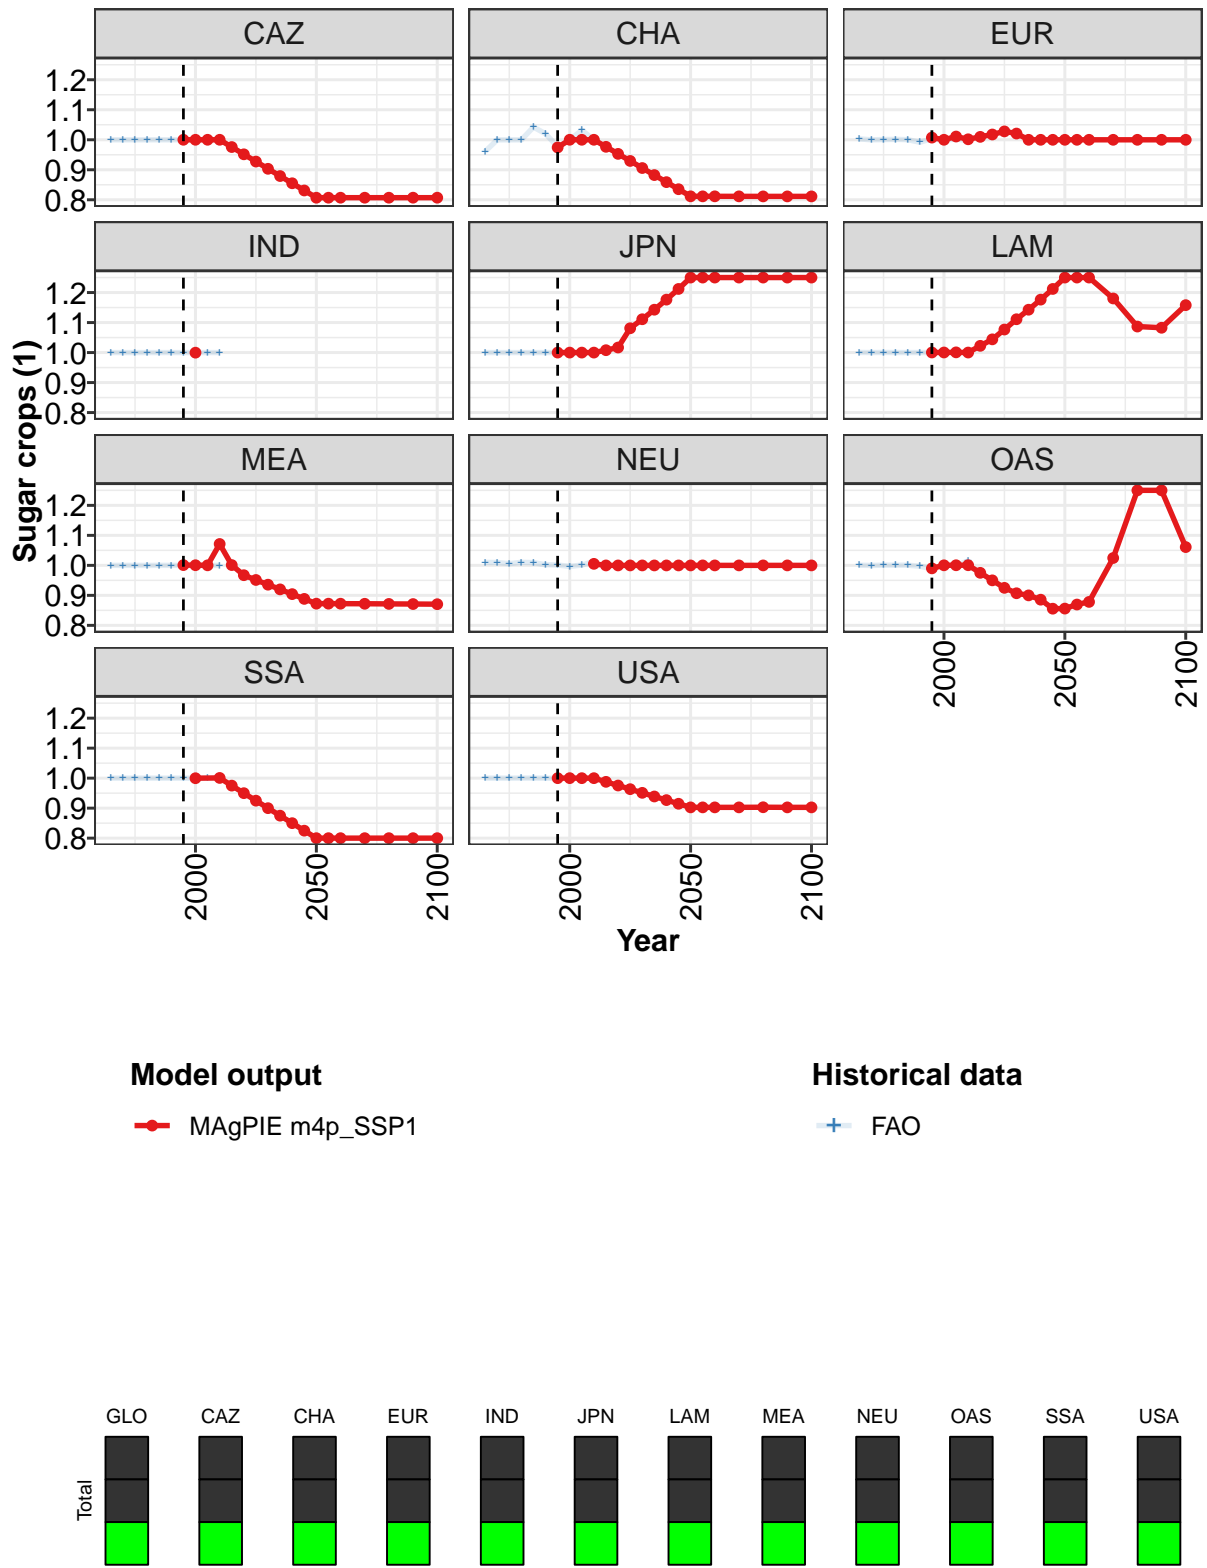 CAZ CHA EUR
1.2
1.1
1.0
0.9
0.8
IND JPN LAM
1.2
1.1
1.0
0.9
0.8
MEA NEU OAS
1.2
1.1
1.0
0.9
0.8
2000 2050 2100
SSA USA
1.2
1.1
1.0
0.9
0.8
2000 2050 2100 2000 2050 2100
Sugar crops (1)
Year
Model output Historical data
MAgPIE m4p_SSP1 FAO
GLO CAZ CHA EUR IND JPN LAM MEA NEU OAS SSA USA
Total